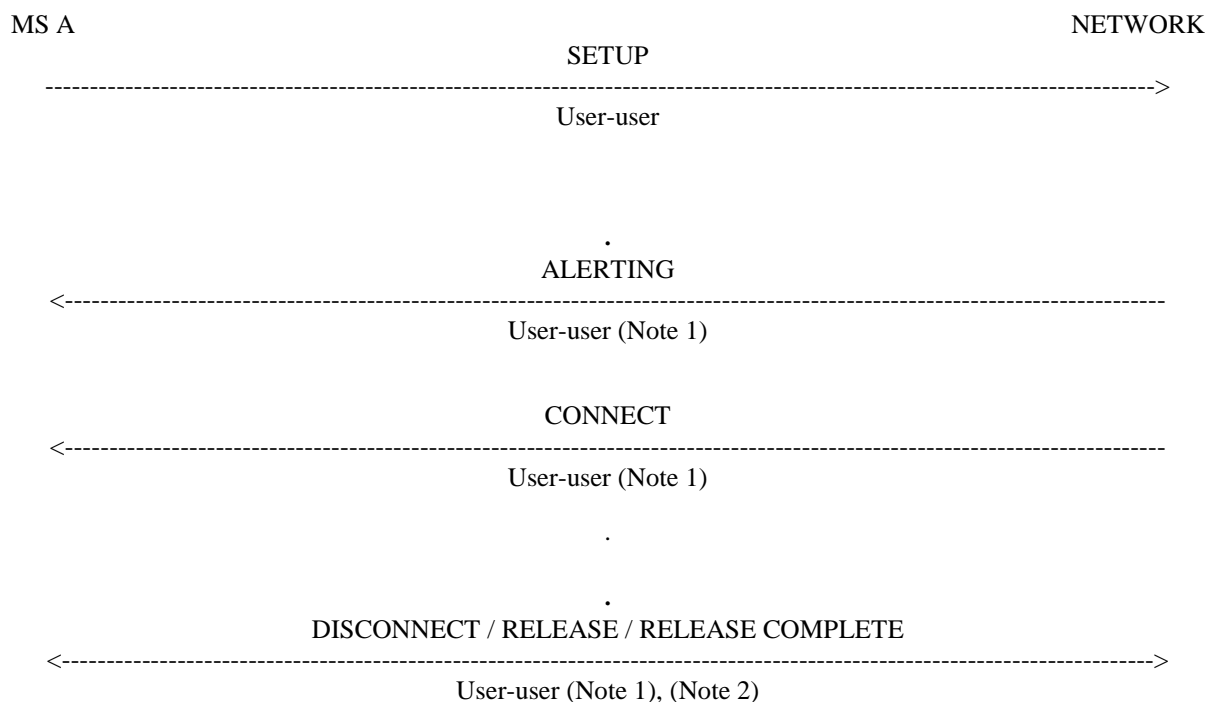 MS A NETWORK
SETUP
------------------------------------------------------------------------------------------------------------------------------>
User-user
.
ALERTING
<-----------------------------------------------------------------------------------------------------------------------------
User-user (Note 1)
CONNECT
<-----------------------------------------------------------------------------------------------------------------------------
User-user (Note 1)
.
.
DISCONNECT / RELEASE / RELEASE COMPLETE
<---------------------------------------------------------------------------------------------------------------------------->
User-user (Note 1), (Note 2)